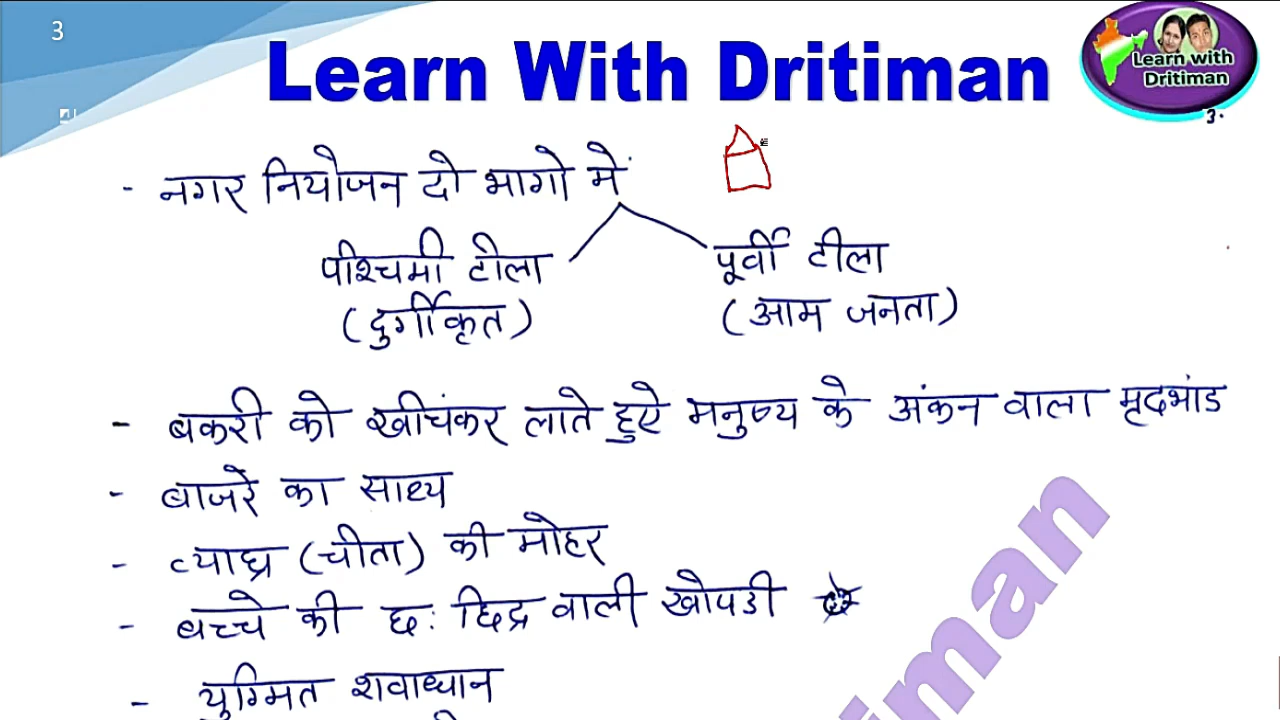 3
Learn With Dritiman
Learn with
Dritiman
3.
- नगर नियोजन दो भागो में
पश्चिमी टीला
पूर्वी टीला
(दुर्गीकृत)
(आम जनता)
- बकरी को खींचकर लाते हुऐ मनुष्य के अंकन वाला मृदभांड
- बाजरे का साक्ष्य
- व्याघ्र (चीता) की मोहर
- बच्चे की छ: छिद्र वाली खोपडी
- युग्मित शवाधान